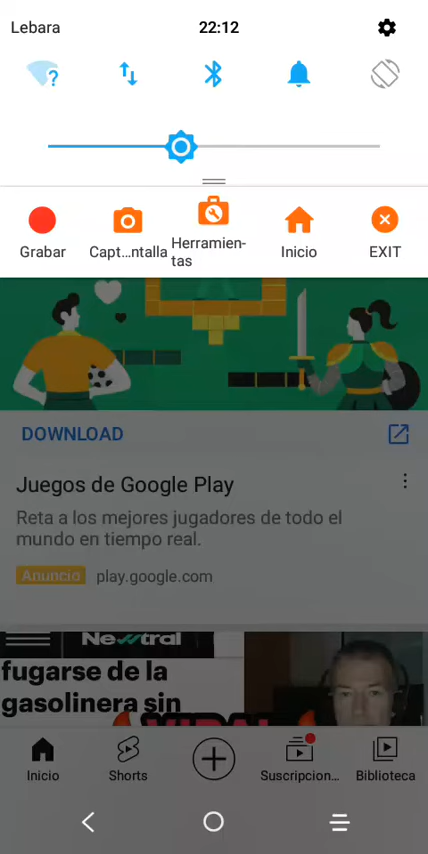 Lebara
22:12
?
Grabar
Capt...ntalla
Herramien-
tas
Inicio
EXIT
DOWNLOAD
Juegos de Google Play
Reta a los mejores jugadores de todo el
mundo en tiempo real.
Anuncio play.google.com
Newtral
fugarse de la
gasolinera sin
VIRAL
Inicio
Shorts
Suscripcion...
Biblioteca